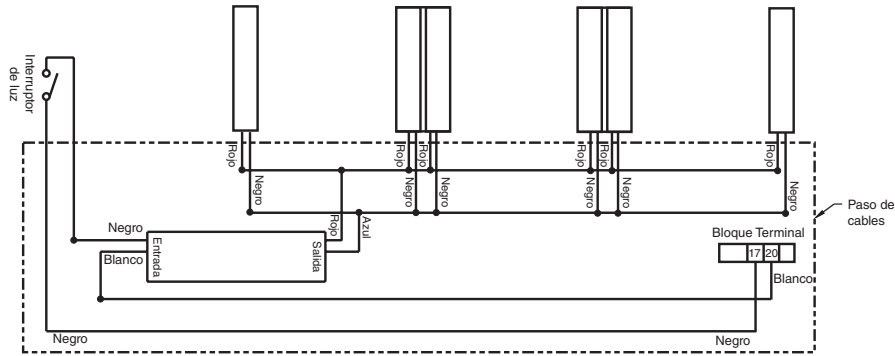 Interruptor
de luz
Rojo
Rojo
Rojo
Rojo
Rojo
Rojo
Negro
Negro
Negro
Negro
Negro
Negro
Rojo
Azul
Paso de
cables
Negro
Blanco
Entrada
Salida
Bloque Terminal
17 20
Blanco
Negro
Negro